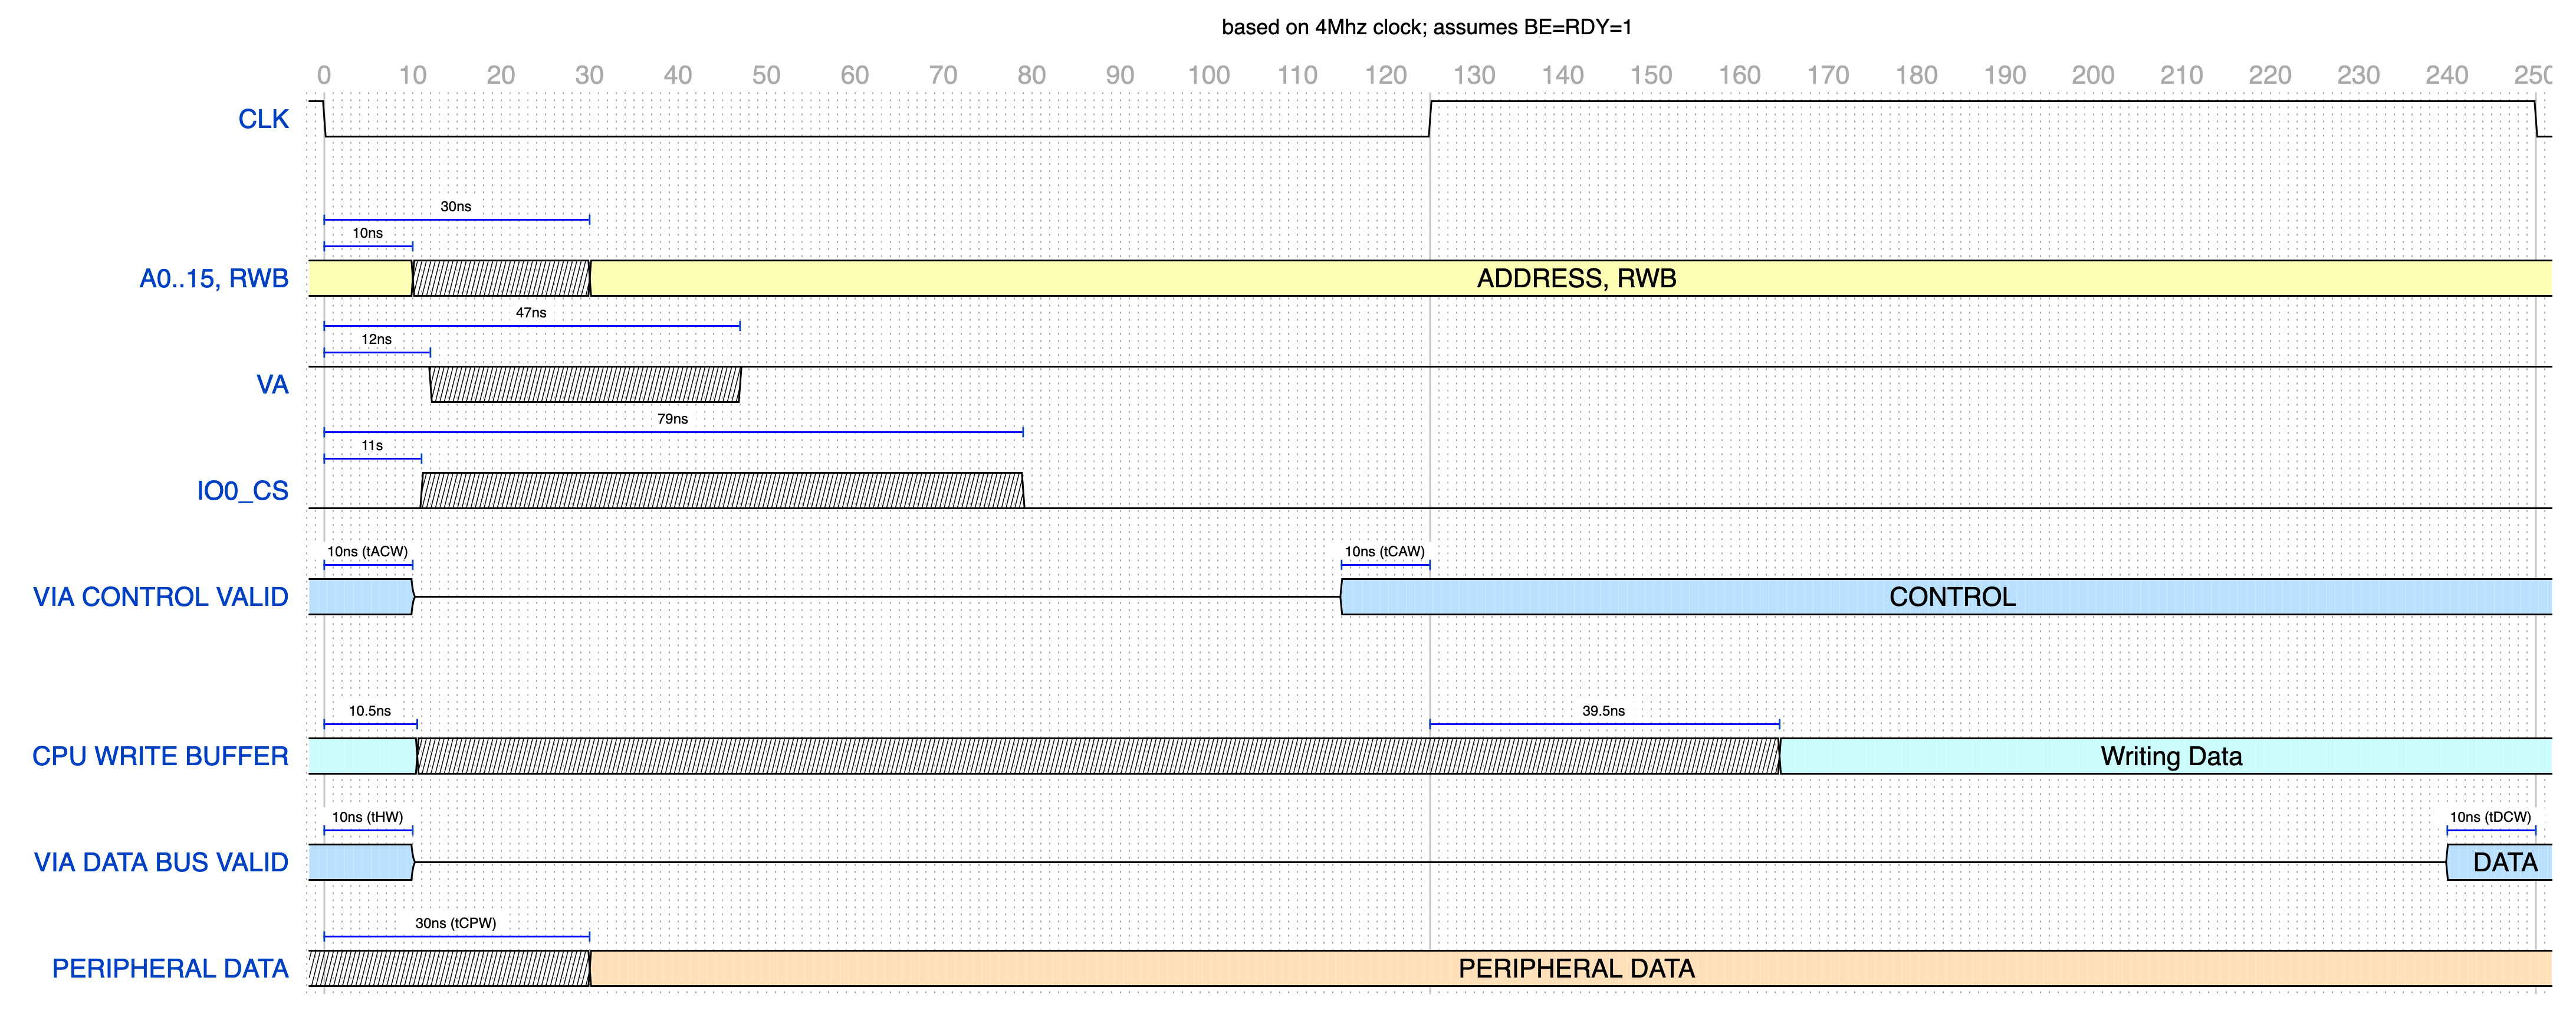 based on 4Mhz clock; assumes BE=RDY=1
0 10 20 30 40 50 60 70 80 90 100 110 120 130 140 150 160 170 180 190 200 210 220 230 240 250
CLK
30ns
10ns
A0..15, RWB ADDRESS, RWB
47ns
12ns
VA
79ns
11s
IO0_CS
10ns (tACW) 10ns (tCAW)
VIA CONTROL VALID CONTROL
10.5ns 39.5ns
CPU WRITE BUFFER Writing Data
10ns (tHW) 10ns (tDCW)
VIA DATA BUS VALID DATA
30ns (tCPW)
PERIPHERAL DATA PERIPHERAL DATA